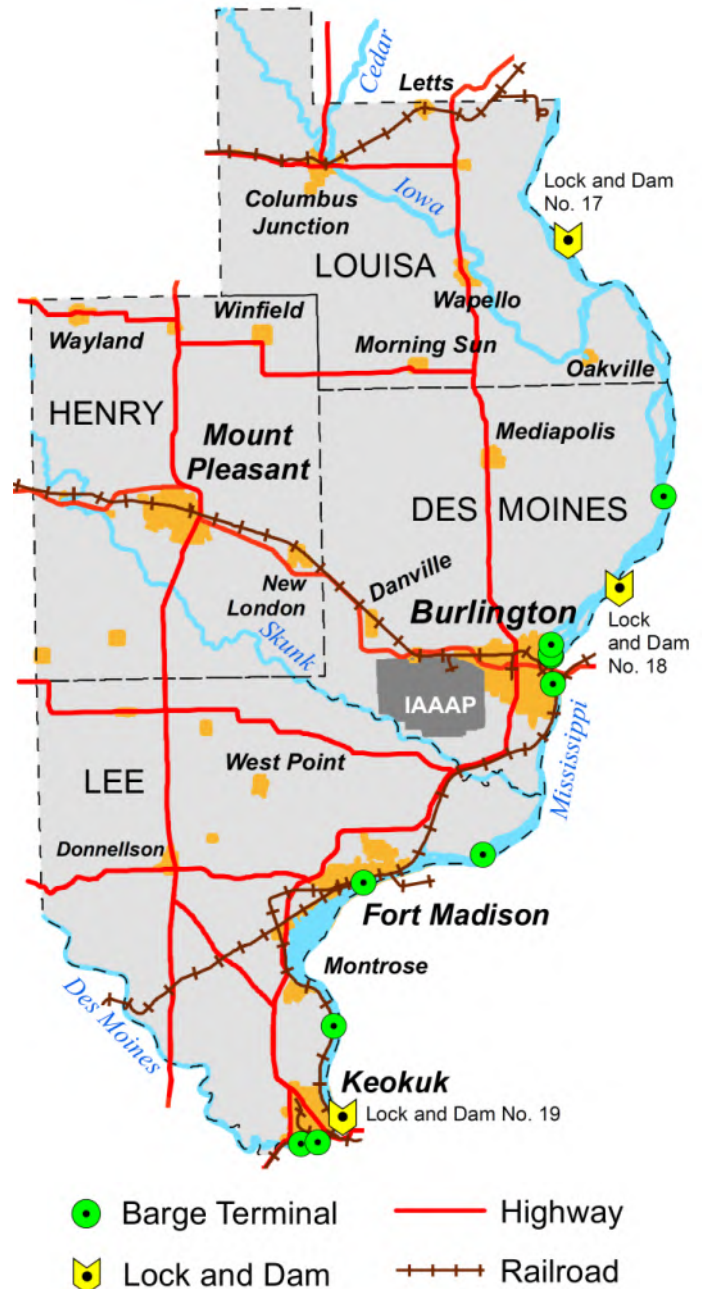 Cedar
Letts
Lock and Dam
No. 17
Columbus
Junction
Iowa
LOUISA
Wapello
Winfield
Wayland
Morning Sun
Oakville
HENRY
Mount
Pleasant
Mediapolis
DES MOINES
New
London
Danville
Burlington
Lock
and Dam
No. 18
Skunk
IAAAP
Mississippi
West Point
LEE
Donnellson
Fort Madison
Montrose
Des Moines
Keokuk
Lock and Dam No. 19
Barge Terminal
Highway
Lock and Dam
Railroad